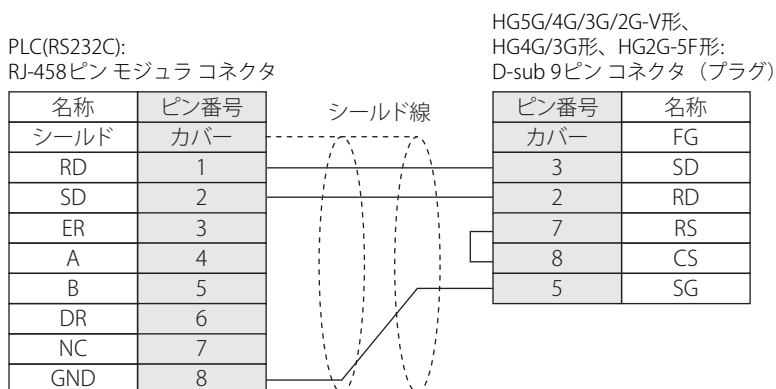 HG5G/4G/3G/2G-V形、
HG4G/3G形、HG2G-5F形:
D-sub 9ピン コネクタ（プラグ）
PLC(RS232C):
RJ-458ピン モジュラ コネクタ
名称 ピン番号 シールド線 ピン番号 名称
シールド カバー カバー FG
RD 1 3 SD
SD 2 2 RD
ER 3 7 RS
A 4 8 CS
B 5 5 SG
DR 6
NC 7
GND 8